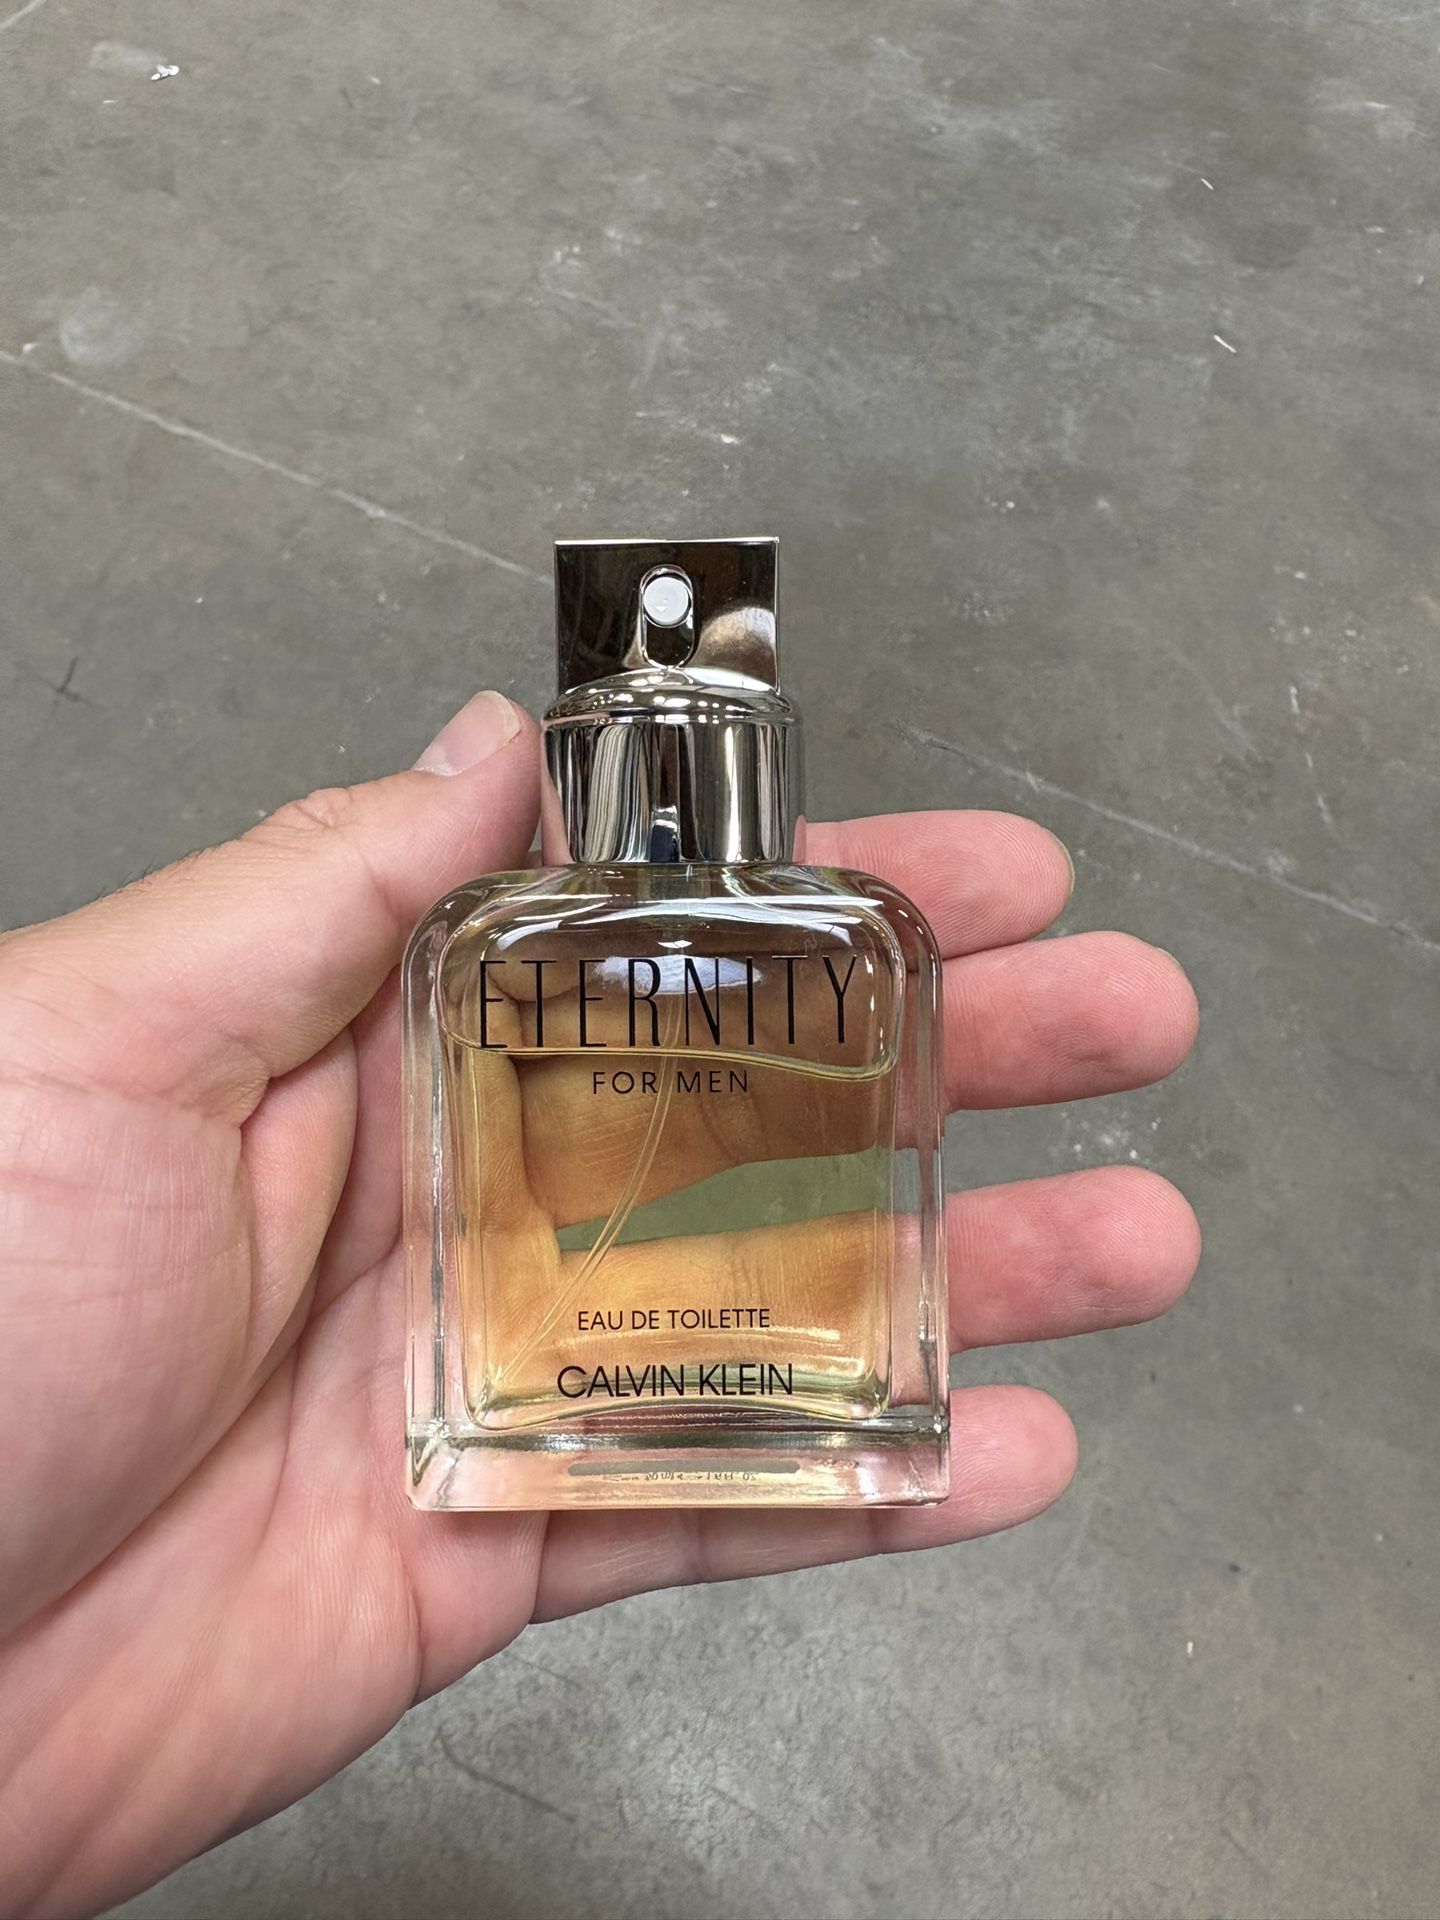 ETERNITY
FOR MEN
EAU DE TOILETTE
CALVIN KLEIN